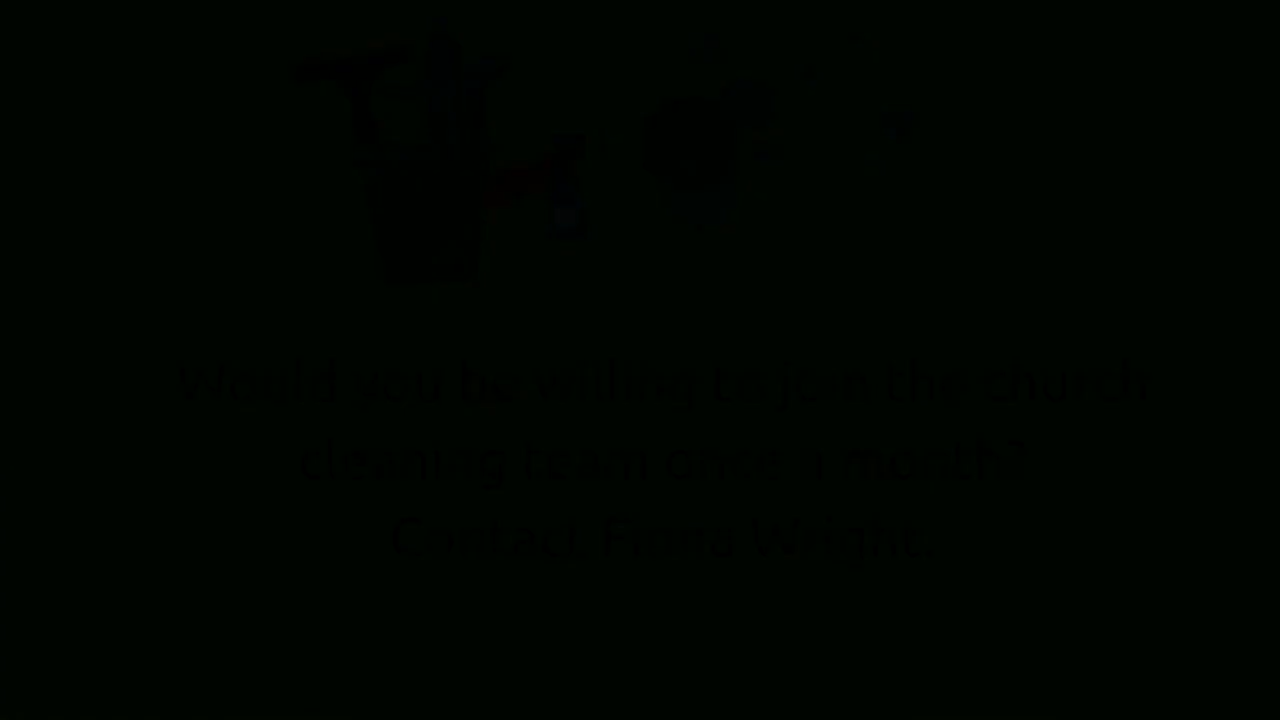 Would you be willing to join the church
cleaning team once a month?
Contact Fiona Wright.